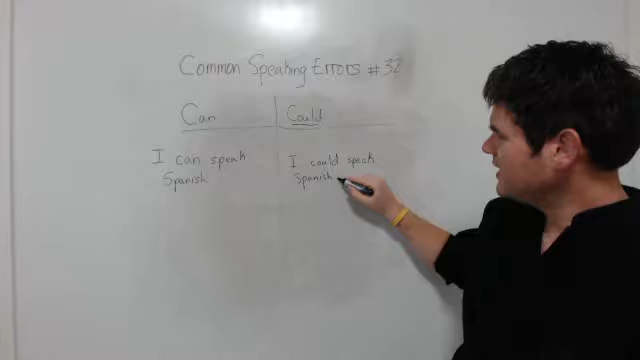 Common Speaking Errors #32
Can
Could
I can speak
Spanish
I could speak
Spanish